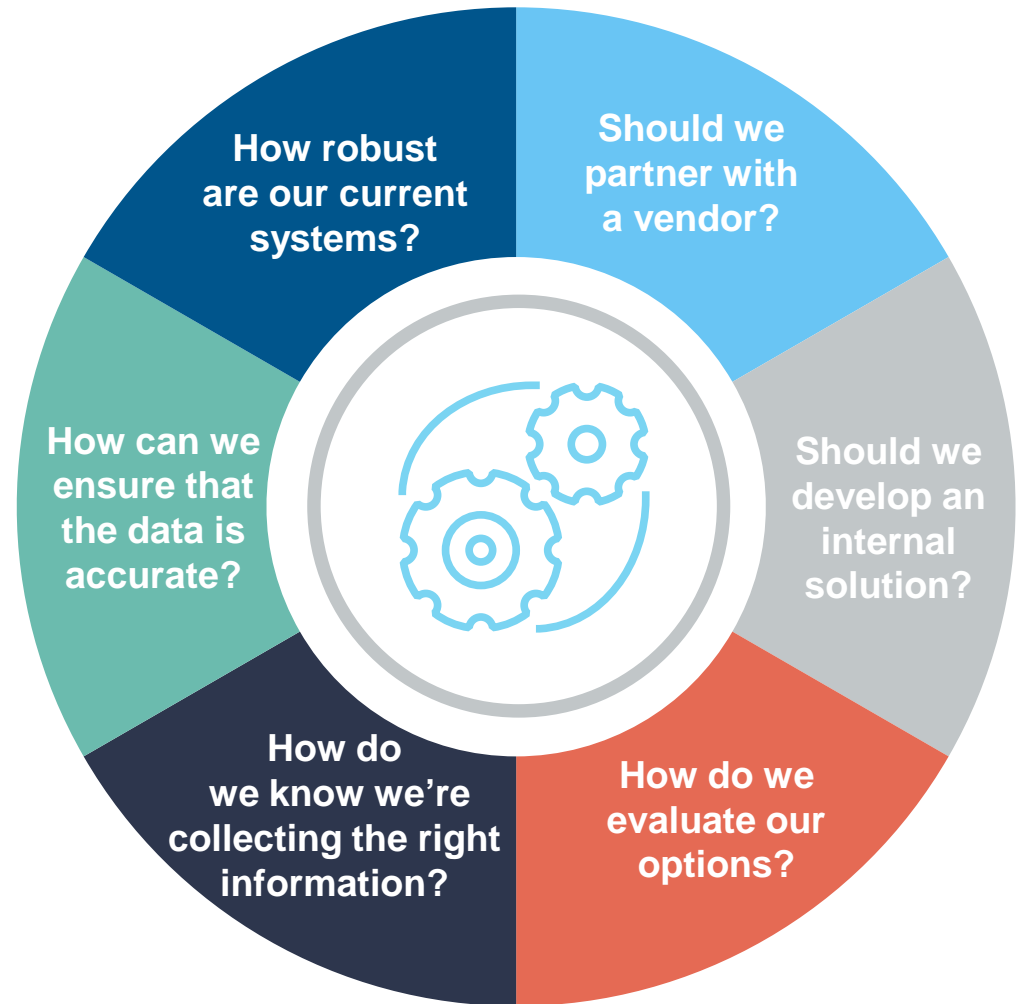 How robust
are our current
systems?
Should we
partner with
a vendor?
Should we
develop an
internal
solution?
How do we
evaluate our
options?
How do
we know we’re
collecting the right
information?
How can we
ensure that
the data is
accurate?